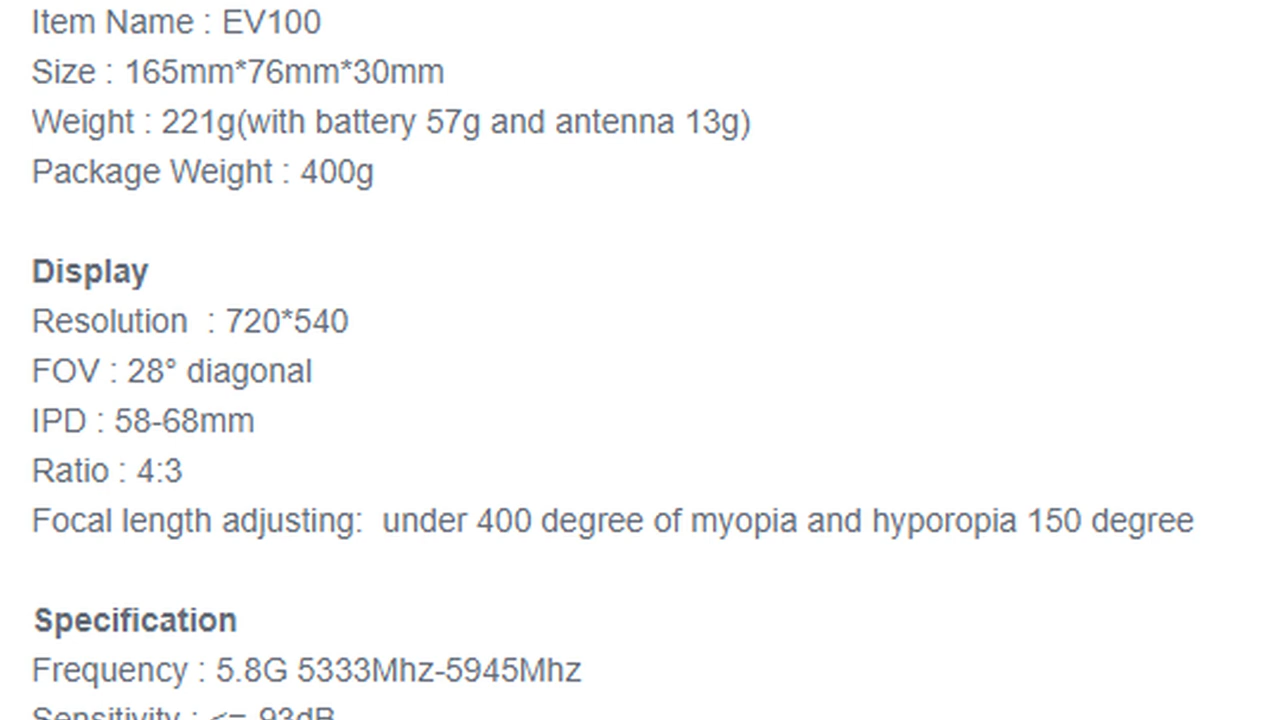 Item Name : EV100
Size : 165mm*76mm*30mm
Weight : 221g(with battery 57g and antenna 13g)
Package Weight : 400g
Display
Resolution  : 720*540
FOV : 28° diagonal
IPD : 58-68mm
Ratio : 4:3
Focal length adjusting:  under 400 degree of myopia and hyporopia 150 degree
Specification
Frequency : 5.8G 5333Mhz-5945Mhz
Sensitivity : <= 93dB